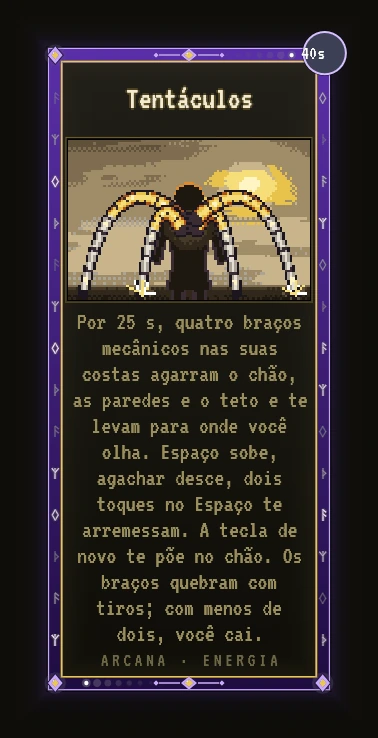 40s
Tentáculos
Por 25 s, quatro braços
mecânicos nas suas
costas agarram o chão,
as paredes e o teto e te
levam para onde você
olha. Espaço sobe,
agachar desce, dois
toques no Espaço te
arremessam. A tecla de
novo te põe no chão. Os
braços quebram com
tiros; com menos de
dois, você cai.
ARCANA · ENERGIA